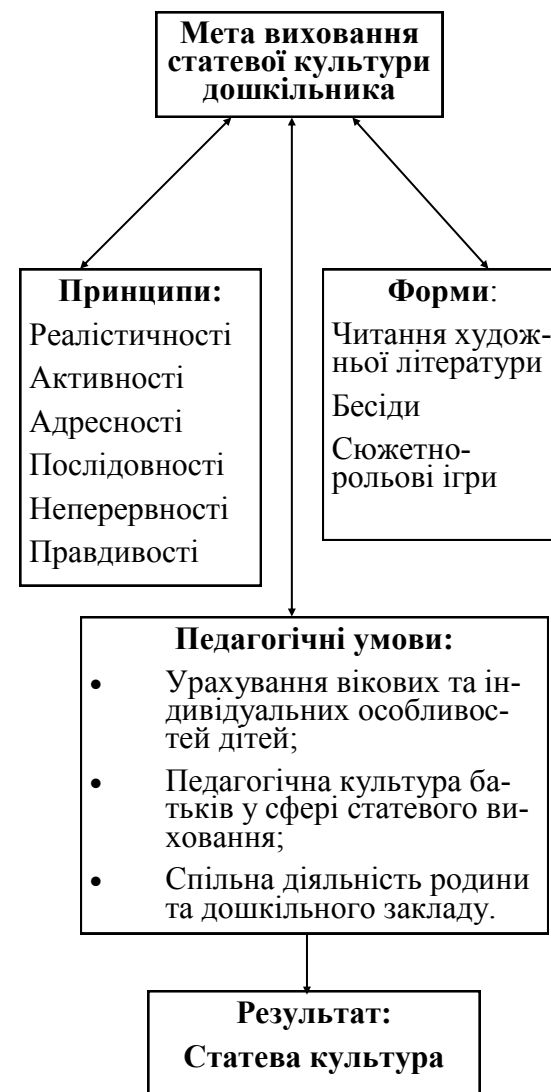 Мета виховання
статевої культури
дошкільника
Принципи:
Реалістичності
Активності
Адресності
Послідовності
Неперервності
Правдивості
Форми:
Читання худож-
ньої літератури
Бесіди
Сюжетно-
рольові ігри
Педагогічні умови:
• Урахування вікових та ін-
дивідуальних особливос-
тей дітей;
• Педагогічна культура ба-
тьків у сфері статевого ви-
ховання;
• Спільна діяльність родини
та дошкільного закладу.
Результат:
Статева культура